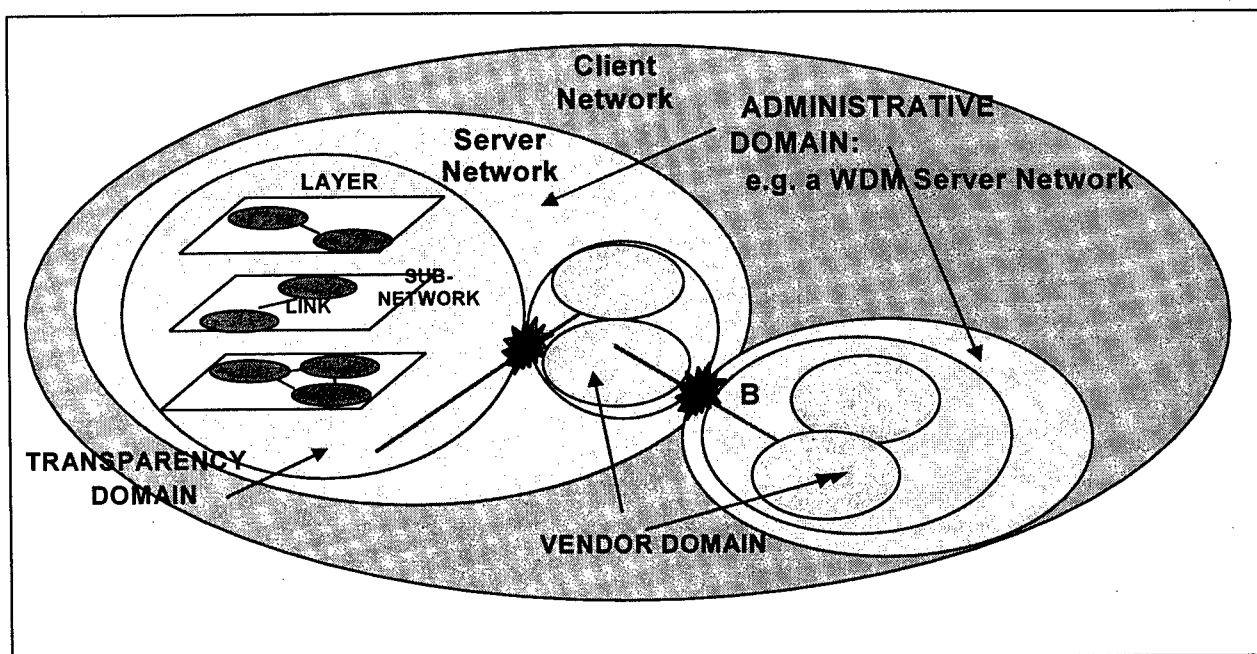 Client
Network
ADMINISTRATIVE
DOMAIN:
e.g. a WDM Server Network
Server
Network
LAYER
SUB-
NETWORK
LINK
B
TRANSPARENCY
DOMAIN
VENDOR DOMAIN